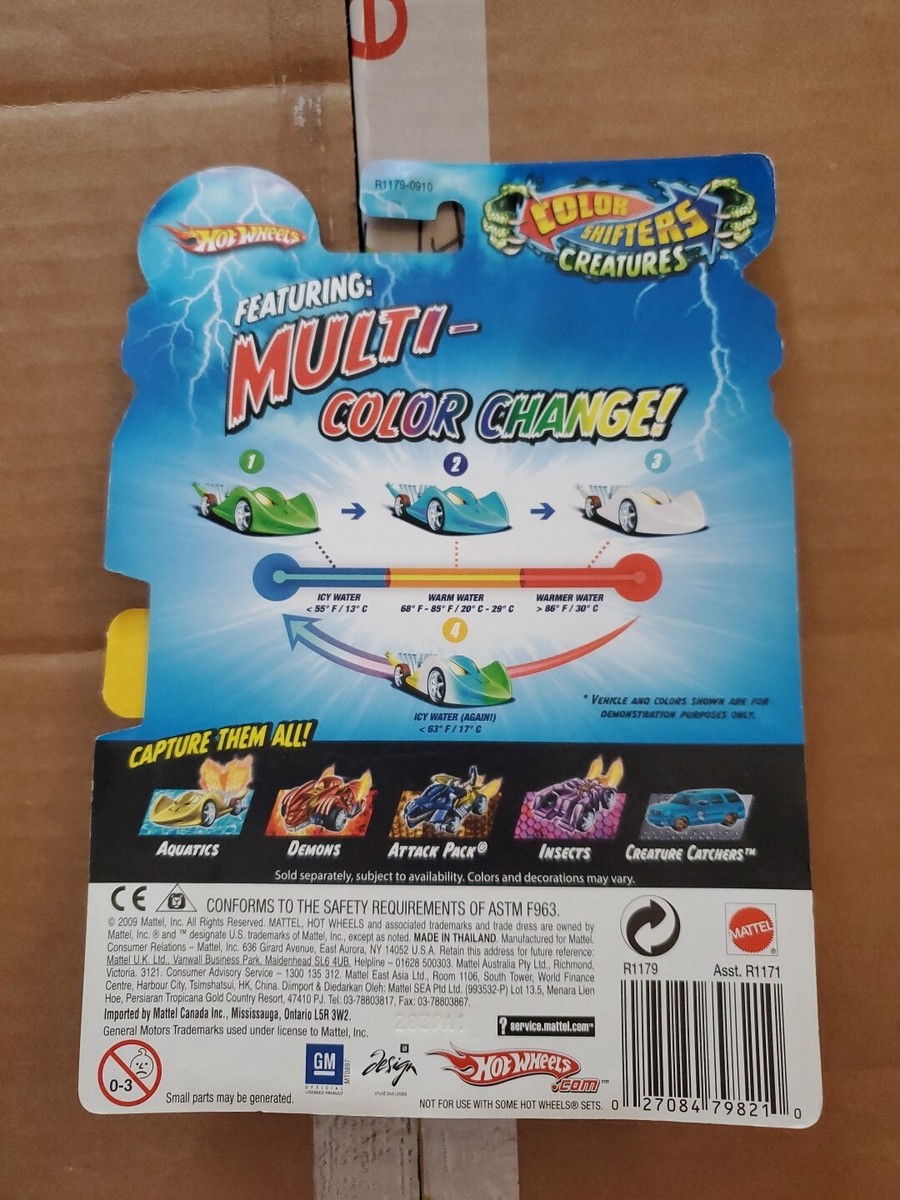 R1179-0910
HOT WHEELS
COLOR
SHIFTERS
CREATURES™
FEATURING:
MULTI-
COLOR CHANGE!
1
2
3
ICY WATER
< 55° F / 13° C
WARM WATER
68° F - 85° F / 20° C - 29° C
WARMER WATER
> 86° F / 30° C
4
ICY WATER (AGAIN!)
< 63° F / 17° C
* VEHICLE AND COLORS SHOWN ARE FOR
DEMONSTRATION PURPOSES ONLY.
CAPTURE THEM ALL!
AQUATICS
DEMONS
ATTACK PACK®
INSECTS
CREATURE CATCHERS™
Sold separately, subject to availability. Colors and decorations may vary.
CE
CONFORMS TO THE SAFETY REQUIREMENTS OF ASTM F963.
© 2009 Mattel, Inc. All Rights Reserved. MATTEL, HOT WHEELS and associated trademarks and trade dress are owned by
Mattel, Inc. ® and ™ designate U.S. trademarks of Mattel, Inc., except as noted. MADE IN THAILAND. Manufactured for Mattel.
Consumer Relations – Mattel, Inc. 636 Girard Avenue, East Aurora, NY 14052 U.S.A. Retain this address for future reference:
Mattel U.K. Ltd., Vanwall Business Park, Maidenhead SL6 4UB. Helpline – 01628 500303. Mattel Australia Pty Ltd., Richmond,
Victoria. 3121. Consumer Advisory Service – 1300 135 312. Mattel East Asia Ltd., Room 1106, South Tower, World Finance
Centre, Harbour City, Tsimshatsui, HK, China. Diimport & Diedarkan Oleh: Mattel SEA Ptd Ltd. (993532-P) Lot 13.5, Menara Lien
Hoe, Persiaran Tropicana Gold Country Resort, 47410 PJ. Tel: 03-78803817, Fax: 03-78803867.
Imported by Mattel Canada Inc., Mississauga, Ontario L5R 3W2.
General Motors Trademarks used under license to Mattel, Inc.
service.mattel.com™
MATTEL
®
R1179
Asst. R1171
0-3
Small parts may be generated.
GM
OFFICIAL
LICENSED PRODUCT
MT0897
Design
HOT WHEELS
.COM™
NOT FOR USE WITH SOME HOT WHEELS® SETS.
0 27084 79821 0